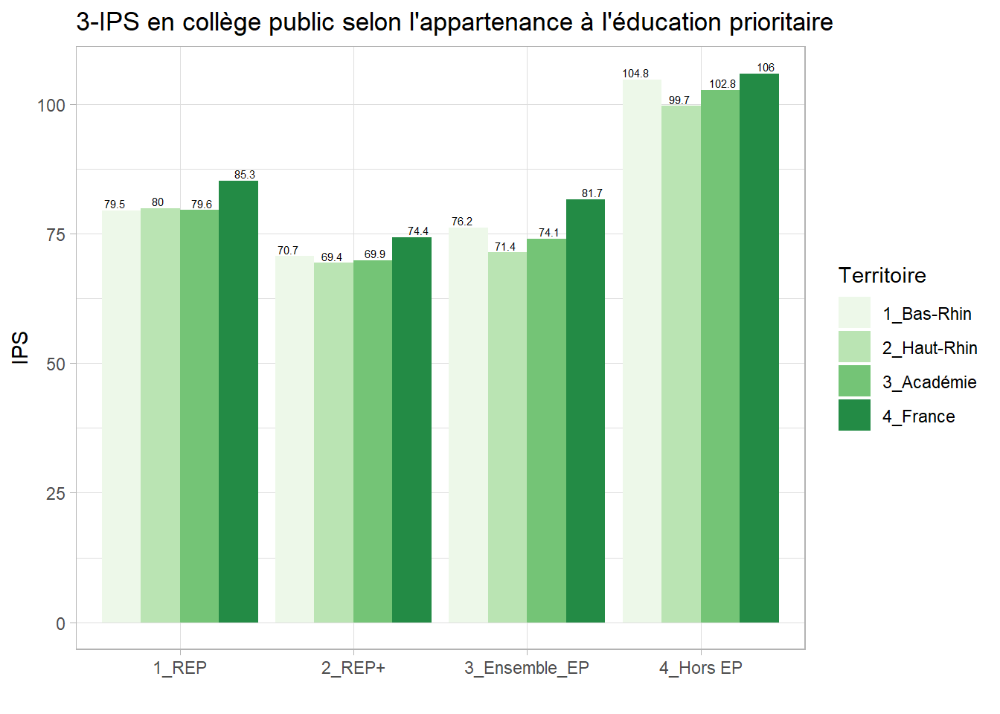 3-IPS en collège public selon l'appartenance à l'éducation prioritaire
IPS
100
75
50
25
0
79.5
80
79.6
85.3
70.7
69.4
69.9
74.4
76.2
71.4
74.1
81.7
104.8
99.7
102.8
106
1_REP
2_REP+
3_Ensemble_EP
4_Hors EP
Territoire
1_Bas-Rhin
2_Haut-Rhin
3_Académie
4_France